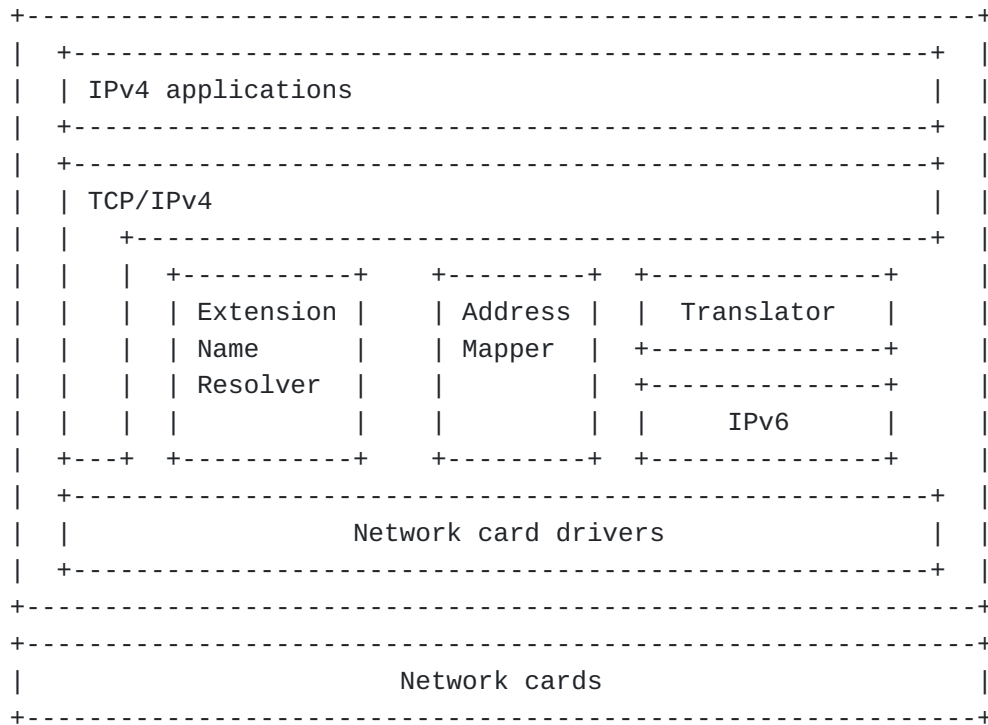 IPv4 applications
TCP/IPv4
Extension Address Translator
Name Mapper
Resolver
IPv6
Network card drivers
Network cards